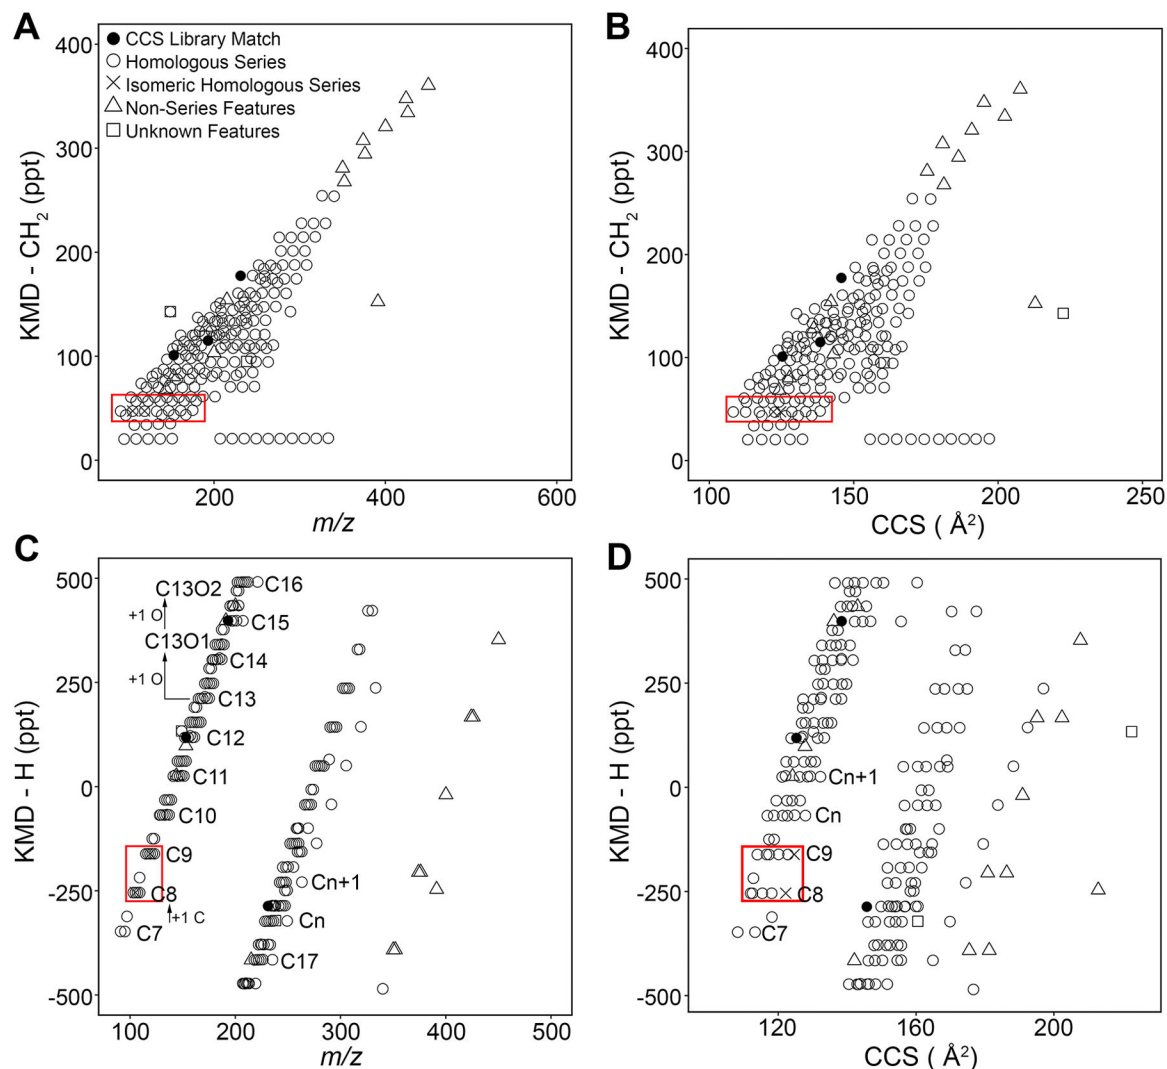 A
CCS Library Match
Homologous Series
Isomeric Homologous Series
Non-Series Features
Unknown Features
400
300
200
100
0
KMD - CH₂ (ppt)
200
400
600
m/z
B
400
300
200
100
0
KMD - CH₂ (ppt)
100
150
200
250
CCS ( Å²)
C
500
250
0
-250
-500
KMD - H (ppt)
C13O2
C16
+1 O
C15
C13O1
C14
+1 O
C13
C12
C11
C10
C9
C8
+1 C
C7
Cn+1
Cn
C17
100
200
300
400
500
m/z
D
500
250
0
-250
-500
KMD - H (ppt)
Cn+1
Cn
C9
C8
C7
120
160
200
CCS ( Å²)